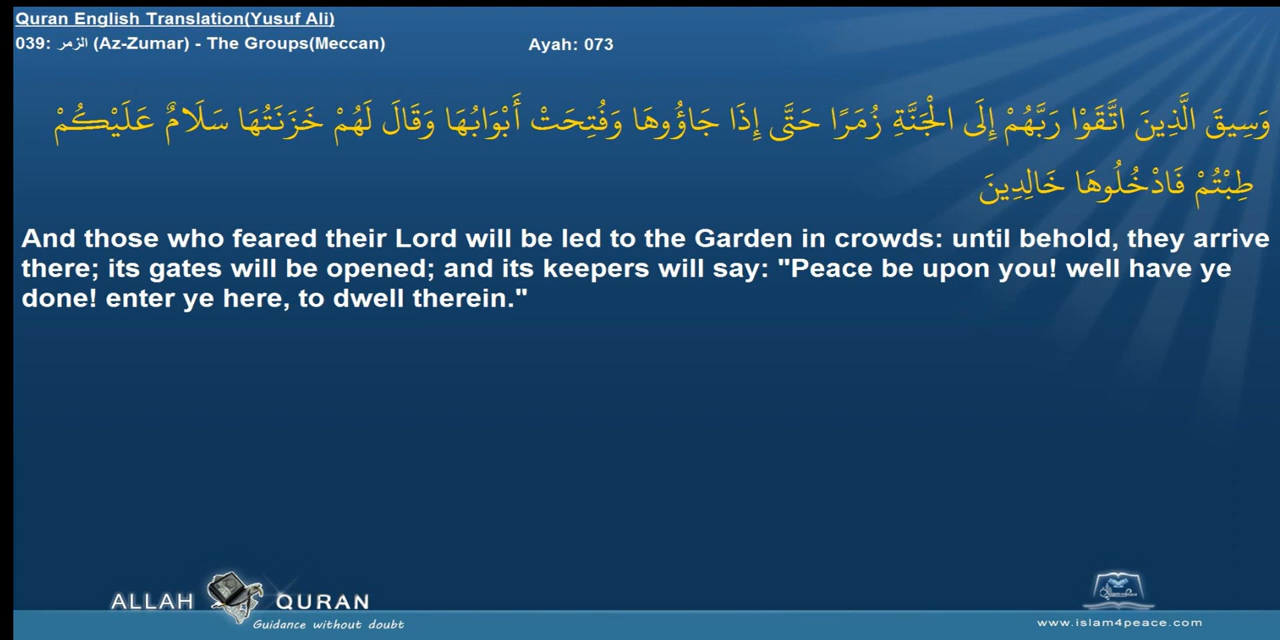 Quran English Translation(Yusuf Ali)
039: الزمر (Az-Zumar) - The Groups(Meccan) Ayah: 073
وَسِيقَ الَّذِينَ اتَّقَوْا رَبَّهُمْ إِلَى الْجَنَّةِ زُمَرًا حَتَّى إِذَا جَاؤُوهَا وَفُتِحَتْ أَبْوَابُهَا وَقَالَ لَهُمْ خَزَنَتُهَا سَلَامٌ عَلَيْكُمْ
طِبْتُمْ فَادْخُلُوهَا خَالِدِينَ
And those who feared their Lord will be led to the Garden in crowds: until behold, they arrive
there; its gates will be opened; and its keepers will say: "Peace be upon you! well have ye
done! enter ye here, to dwell therein."
ALLAH QURAN
Guidance without doubt
www.islam4peace.com